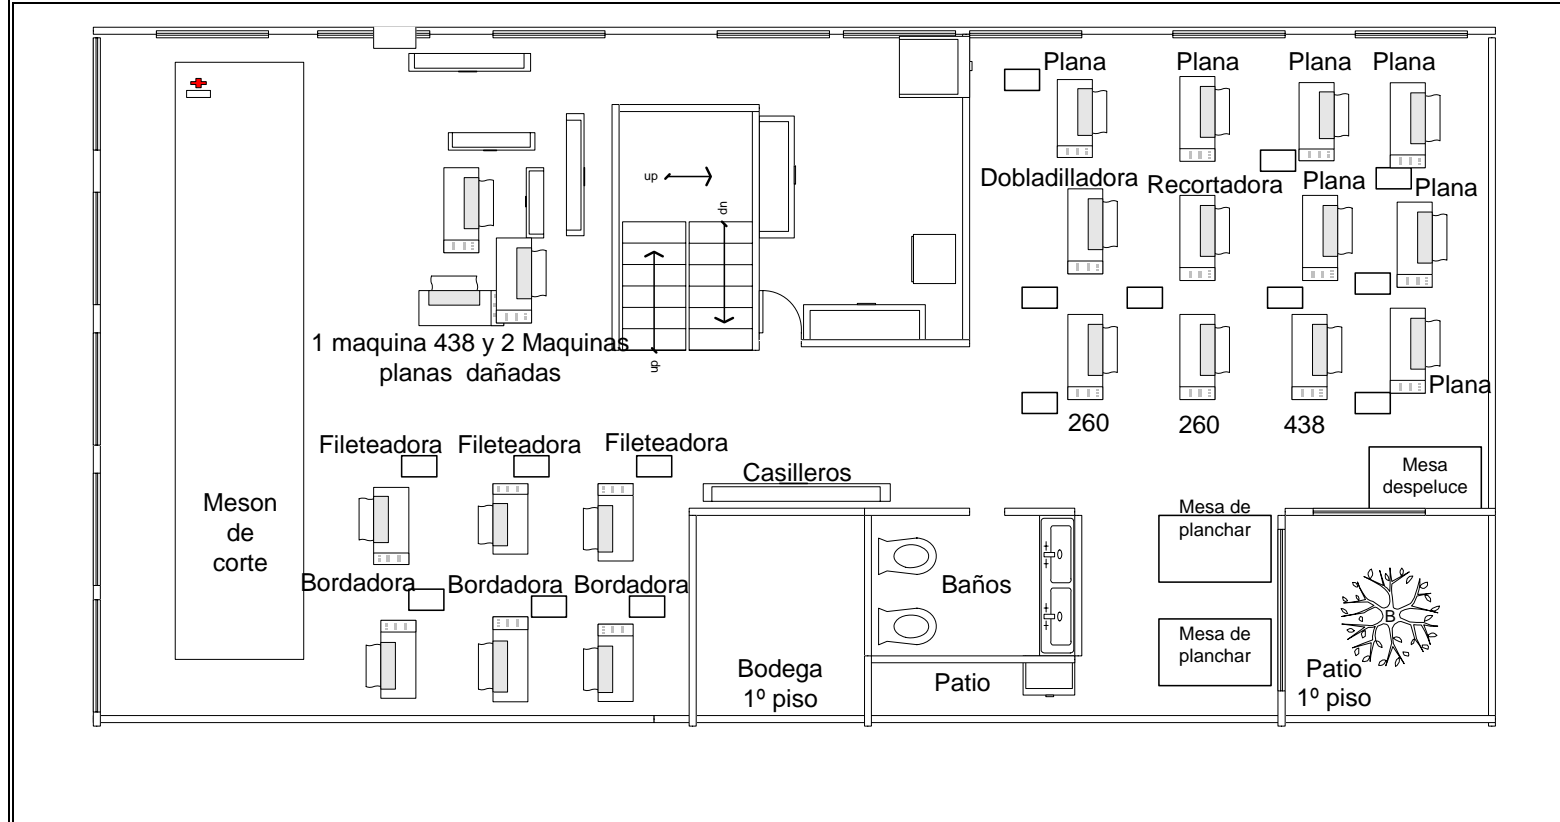 Plana
Plana
Plana
Plana
Dobladilladora
Recortadora
Plana
Plana
up
dn
dn
1 maquina 438 y 2 Maquinas
planas dañadas
Plana
260
260
438
Fileteadora
Fileteadora
Fileteadora
Casilleros
Mesa
despeluce
Meson
de
corte
Mesa de
planchar
Bordadora
Bordadora
Bordadora
Baños
B
Mesa de
planchar
Bodega
1º piso
Patio
Patio
1º piso